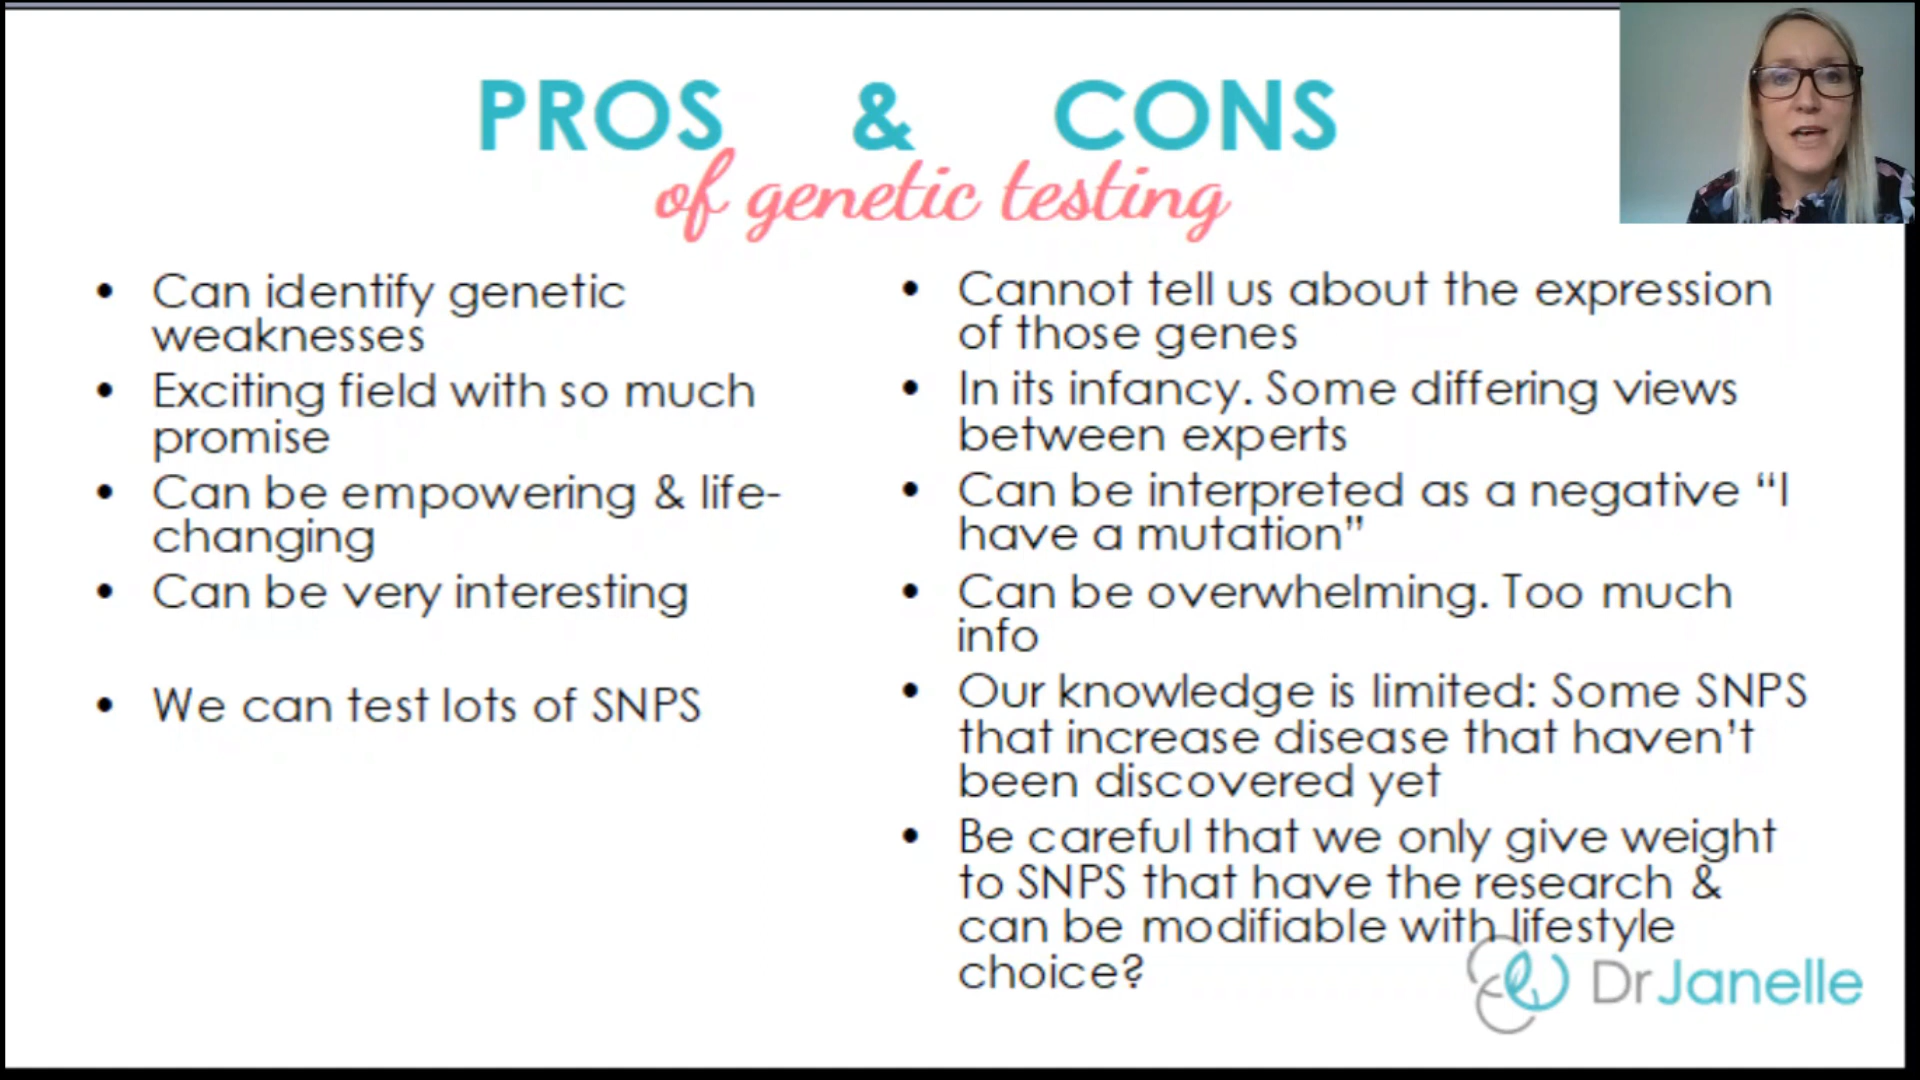 PROS & CONS
of genetic testing
• Can identify genetic
weaknesses
• Exciting field with so much
promise
• Can be empowering & life-
changing
• Can be very interesting
• We can test lots of SNPS
• Cannot tell us about the expression
of those genes
• In its infancy. Some differing views
between experts
• Can be interpreted as a negative “I
have a mutation”
• Can be overwhelming. Too much
info
• Our knowledge is limited: Some SNPS
that increase disease that haven’t
been discovered yet
• Be careful that we only give weight
to SNPS that have the research &
can be modifiable with lifestyle
choice?
Dr Janelle